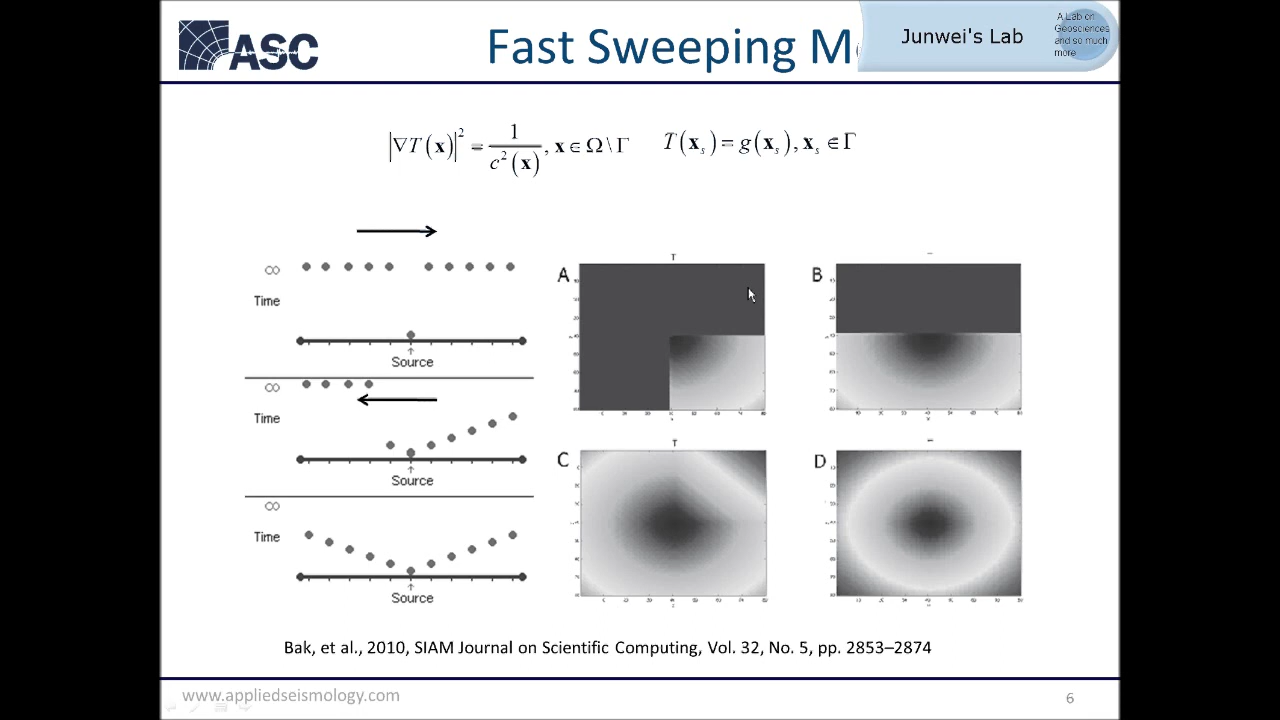 ASC
Fast Sweeping M
Junwei's Lab
A Lab on
Geosciences
and so much
more
|∇T(x)|² = 1/c²(x), x ∈ Ω \ Γ    T(x_s) = g(x_s), x_s ∈ Γ
∞
Time
Source
∞
Time
Source
∞
Time
Source
A
T
B
C
T
D
Bak, et al., 2010, SIAM Journal on Scientific Computing, Vol. 32, No. 5, pp. 2853–2874
www.appliedseismology.com
6